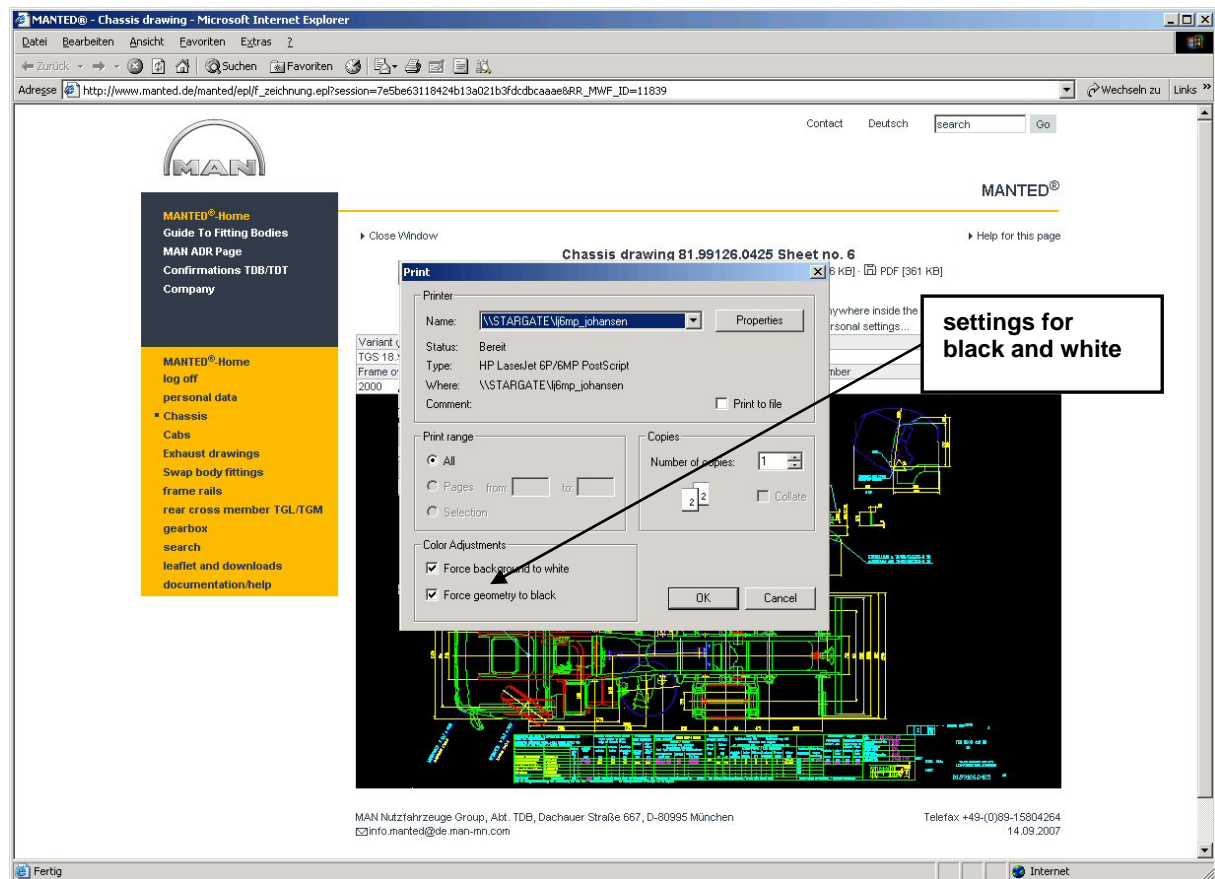 MANTED® - Chassis drawing - Microsoft Internet Explorer
Datei Bearbeiten Ansicht Favoriten Extras ?
Zurück Suchen Favoriten
Adresse http://www.manted.de/manted/epl/f_zeichnung.epl?session=7e5be63118424b13a021b3fdcdbcaaae&RR_MWF_ID=11839 Wechseln zu Links »
Contact Deutsch search Go
MAN
MANTED®
MANTED®-Home
Guide To Fitting Bodies
MAN ADR Page
Confirmations TDB/TDT
Company
Close Window
Help for this page
Chassis drawing 81.99126.0425 Sheet no. 6
6 KB] · PDF [361 KB]
ywhere inside the
rsonal settings...
Variant
TGS 18.
Frame o
mber
2000
MANTED®-Home
log off
personal data
Chassis
Cabs
Exhaust drawings
Swap body fittings
frame rails
rear cross member TGL/TGM
gearbox
search
leaflet and downloads
documentation/help
Print
Printer
Name: \\STARGATE\lj6mp_johansen Properties
Status: Bereit
Type: HP LaserJet 6P/6MP PostScript
Where: \\STARGATE\lj6mp_johansen
Comment: Print to file
Print range
All
Pages from: to:
Selection
Copies
Number of copies: 1
2 2
Collate
Color Adjustments
Force background to white
Force geometry to black
OK Cancel
settings for
black and white
MAN Nutzfahrzeuge Group, Abt. TDB, Dachauer Straße 667, D-80995 München
info.manted@de.man-mn.com
Telefax +49-(0)89-15804264
14.09.2007
Fertig
Internet